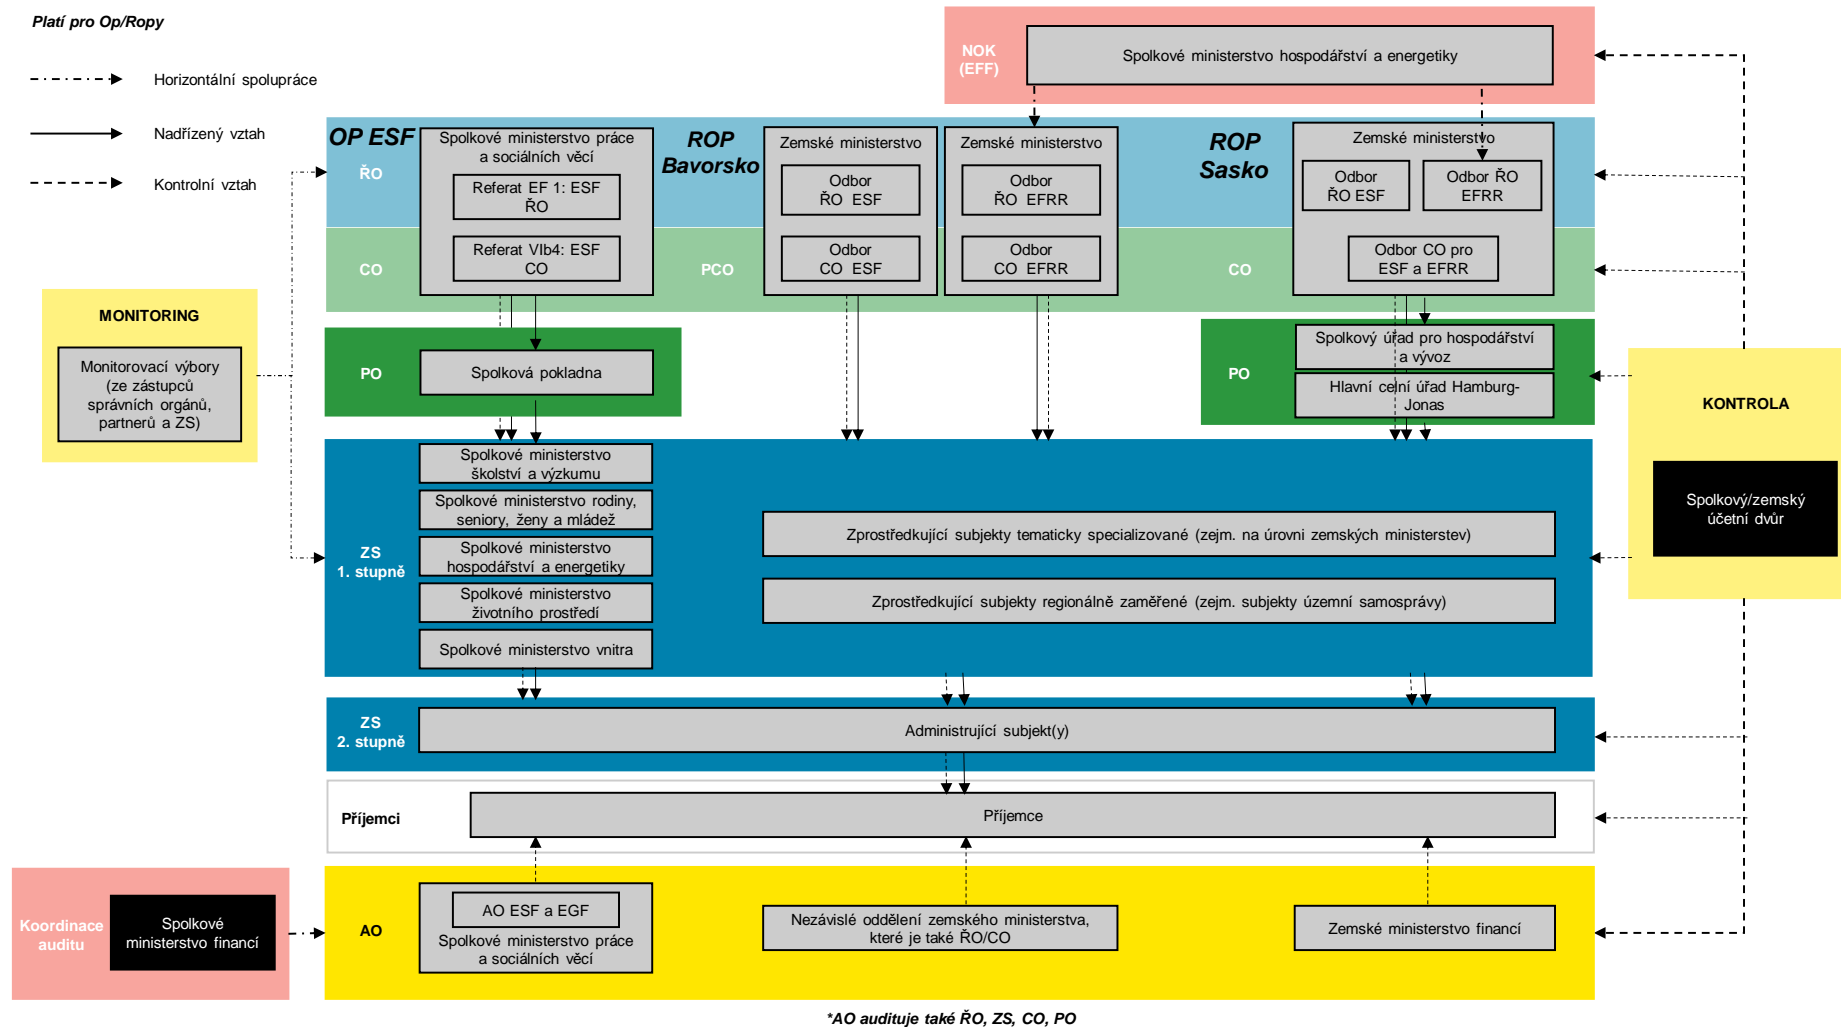 Platí pro Op/Ropy
Horizontální spolupráce
Nadřízený vztah
Kontrolní vztah
NOK
(EFF)
Spolkové ministerstvo hospodářství a energetiky
OP ESF
ŘO
Spolkové ministerstvo práce
a sociálních věcí
Referat EF 1: ESF
ŘO
Referat VIb4: ESF
CO
CO
ROP
Bavorsko
PCO
Zemské ministerstvo
Odbor
ŘO ESF
Odbor
CO ESF
Zemské ministerstvo
Odbor
ŘO EFRR
Odbor
CO EFRR
ROP
Sasko
CO
Zemské ministerstvo
Odbor
ŘO ESF
Odbor ŘO
EFRR
Odbor CO pro
ESF a EFRR
MONITORING
Monitorovací výbory
(ze zástupců
správních orgánů,
partnerů a ZS)
PO
Spolková pokladna
PO
Spolkový úřad pro hospodářství
a vývoz
Hlavní celní úřad Hamburg-
Jonas
KONTROLA
Spolkový/zemský
účetní dvůr
ZS
1. stupně
Spolkové ministerstvo
školství a výzkumu
Spolkové ministerstvo rodiny,
seniory, ženy a mládež
Spolkové ministerstvo
hospodářství a energetiky
Spolkové ministerstvo
životního prostředí
Spolkové ministerstvo vnitra
Zprostředkující subjekty tematicky specializované (zejm. na úrovni zemských ministerstev)
Zprostředkující subjekty regionálně zaměřené (zejm. subjekty územní samosprávy)
ZS
2. stupně
Administrující subjekt(y)
Příjemci
Příjemce
Koordinace
auditu
Spolkové
ministerstvo financí
AO
AO ESF a EGF
Spolkové ministerstvo práce
a sociálních věcí
Nezávislé oddělení zemského ministerstva,
které je také ŘO/CO
Zemské ministerstvo financí
*AO audituje také ŘO, ZS, CO, PO